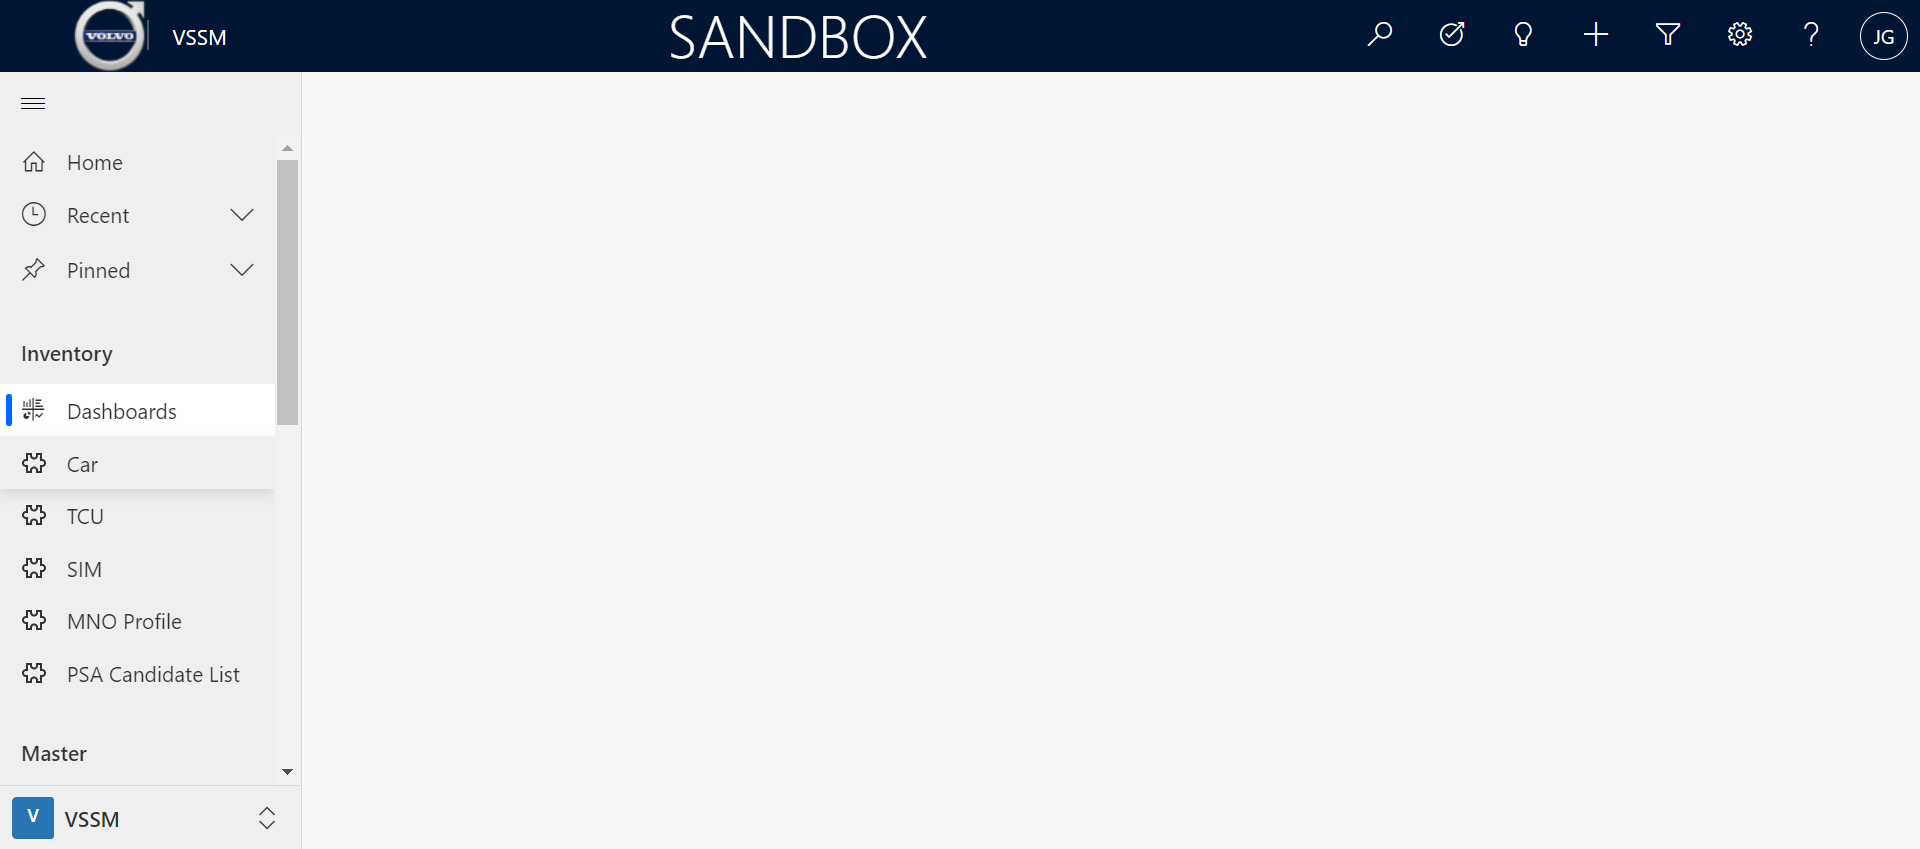 VOLVO
VSSM
SANDBOX
JG
Home
Recent
Pinned
Inventory
Dashboards
Car
TCU
SIM
MNO Profile
PSA Candidate List
Master
V
VSSM